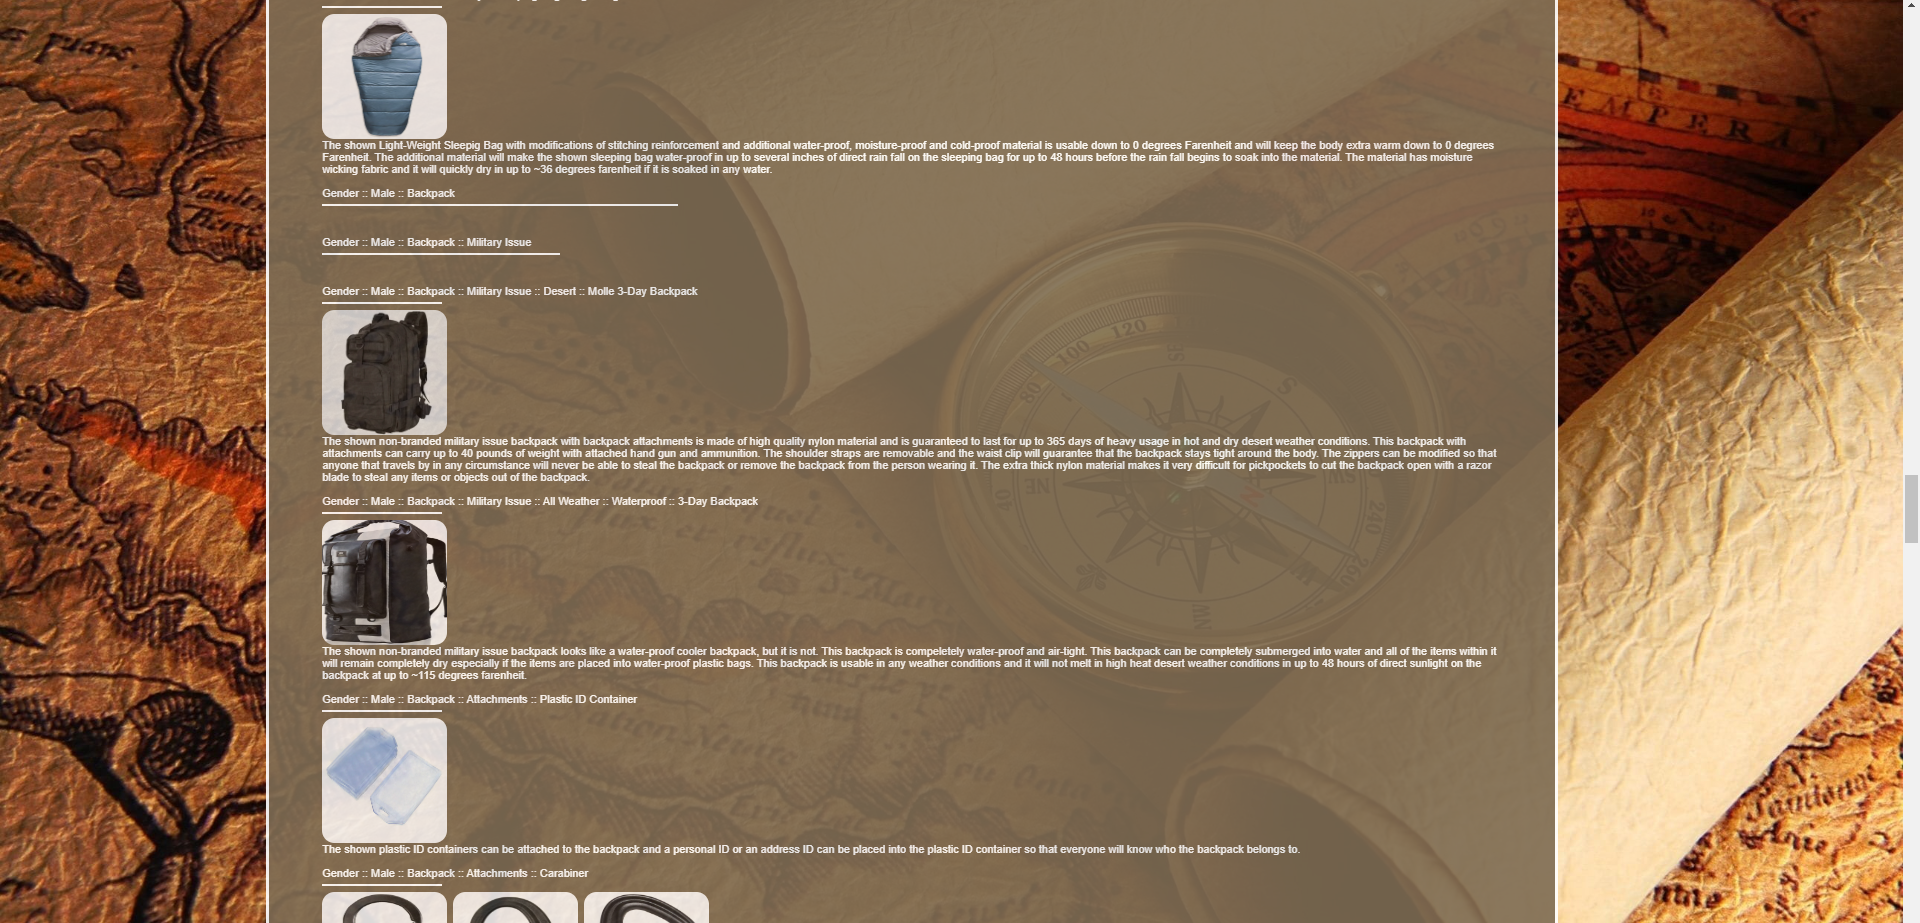 The shown Light-Weight Sleepig Bag with modifications of stitching reinforcement and additional water-proof, moisture-proof and cold-proof material is usable down to 0 degrees Farenheit and will keep the body extra warm down to 0 degrees
Farenheit. The additional material will make the shown sleeping bag water-proof in up to several inches of direct rain fall on the sleeping bag for up to 48 hours before the rain fall begins to soak into the material. The material has moisture
wicking fabric and it will quickly dry in up to ~36 degrees farenheit if it is soaked in any water.
Gender :: Male :: Backpack
Gender :: Male :: Backpack :: Military Issue
Gender :: Male :: Backpack :: Military Issue :: Desert :: Molle 3-Day Backpack
The shown non-branded military issue backpack with backpack attachments is made of high quality nylon material and is guaranteed to last for up to 365 days of heavy usage in hot and dry desert weather conditions. This backpack with
attachments can carry up to 40 pounds of weight with attached hand gun and ammunition. The shoulder straps are removable and the waist clip will guarantee that the backpack stays tight around the body. The zippers can be modified so that
anyone that travels by in any circumstance will never be able to steal the backpack or remove the backpack from the person wearing it. The extra thick nylon material makes it very difficult for pickpockets to cut the backpack open with a razor
blade to steal any items or objects out of the backpack.
Gender :: Male :: Backpack :: Military Issue :: All Weather :: Waterproof :: 3-Day Backpack
The shown non-branded military issue backpack looks like a water-proof cooler backpack, but it is not. This backpack is compeletely water-proof and air-tight. This backpack can be completely submerged into water and all of the items within it
will remain completely dry especially if the items are placed into water-proof plastic bags. This backpack is usable in any weather conditions and it will not melt in high heat desert weather conditions in up to 48 hours of direct sunlight on the
backpack at up to ~115 degrees farenheit.
Gender :: Male :: Backpack :: Attachments :: Plastic ID Container
The shown plastic ID containers can be attached to the backpack and a personal ID or an address ID can be placed into the plastic ID container so that everyone will know who the backpack belongs to.
Gender :: Male :: Backpack :: Attachments :: Carabiner
TEMPER
120
100
80
SE
S
SW
240
260
W
NW
NE
40